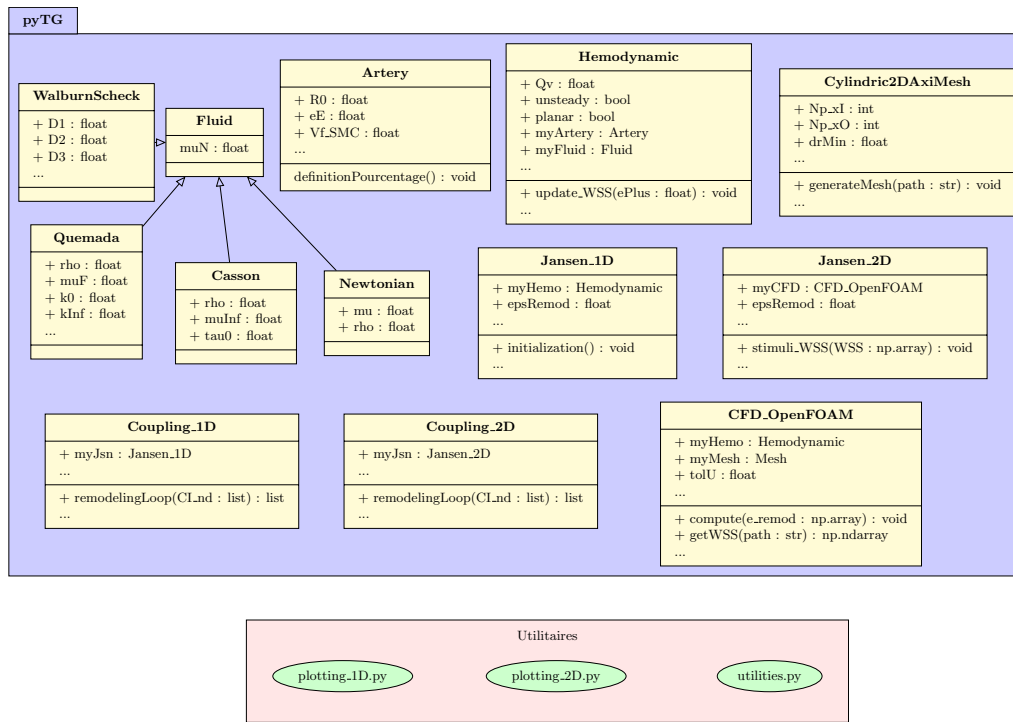 pyTG
WalburnScheck
+ D1 : float
+ D2 : float
+ D3 : float
...
Fluid
muN : float
Artery
+ R0 : float
+ eE : float
+ Vf_SMC : float
...
definitionPourcentage() : void
Hemodynamic
+ Qv : float
+ unsteady : bool
+ planar : bool
+ myArtery : Artery
+ myFluid : Fluid
...
+ update_WSS(ePlus : float) : void
...
Cylindric2DAxiMesh
+ Np_xI : int
+ Np_xO : int
+ drMin : float
...
+ generateMesh(path : str) : void
...
Quemada
+ rho : float
+ muF : float
+ k0 : float
+ kInf : float
...
Casson
+ rho : float
+ muInf : float
+ tau0 : float
Newtonian
+ mu : float
+ rho : float
Jansen_1D
+ myHemo : Hemodynamic
+ epsRemod : float
...
+ initialization() : void
...
Jansen_2D
+ myCFD : CFD_OpenFOAM
+ epsRemod : float
...
+ stimuli_WSS(WSS : np.array) : void
...
Coupling_1D
+ myJsn : Jansen_1D
...
+ remodelingLoop(CI_nd : list) : list
...
Coupling_2D
+ myJsn : Jansen_2D
...
+ remodelingLoop(CI_nd : list) : list
...
CFD_OpenFOAM
+ myHemo : Hemodynamic
+ myMesh : Mesh
+ tolU : float
...
+ compute(e_remod : np.array) : void
+ getWSS(path : str) : np.ndarray
...
Utilitaires
plotting_1D.py
plotting_2D.py
utilities.py